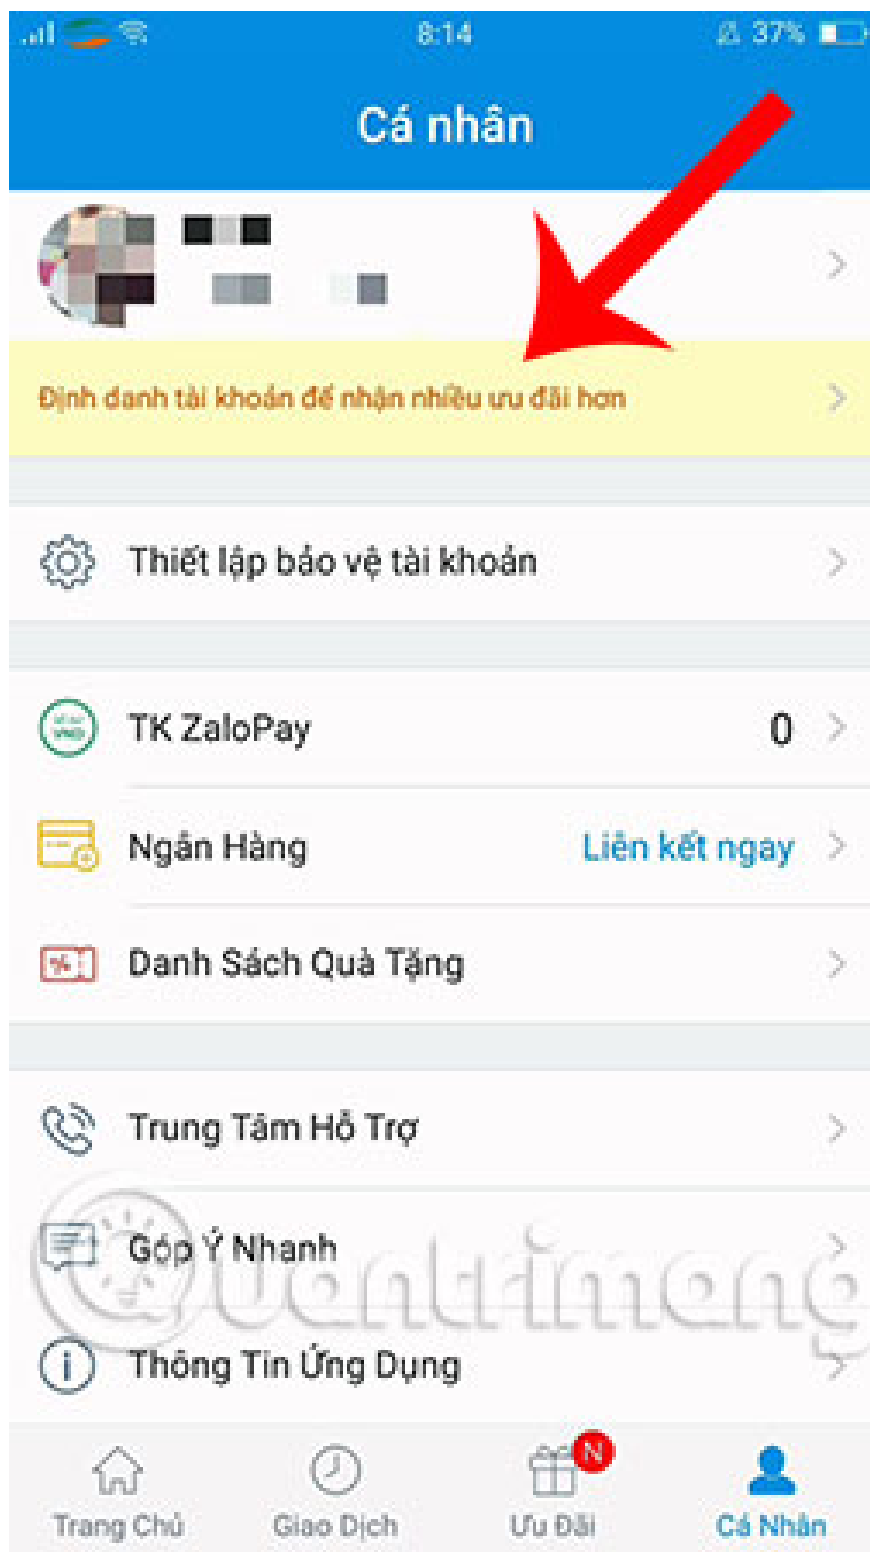 8:14
37%
Cá nhân
Định danh tài khoản để nhận nhiều ưu đãi hơn
Thiết lập bảo vệ tài khoản
TK ZaloPay 0
Ngân Hàng Liên kết ngay
Danh Sách Quà Tặng
Trung Tâm Hỗ Trợ
Góp Ý Nhanh
Quantrimang
Thông Tin Ứng Dụng
N
Trang Chủ Giao Dịch Ưu Đãi Cá Nhân